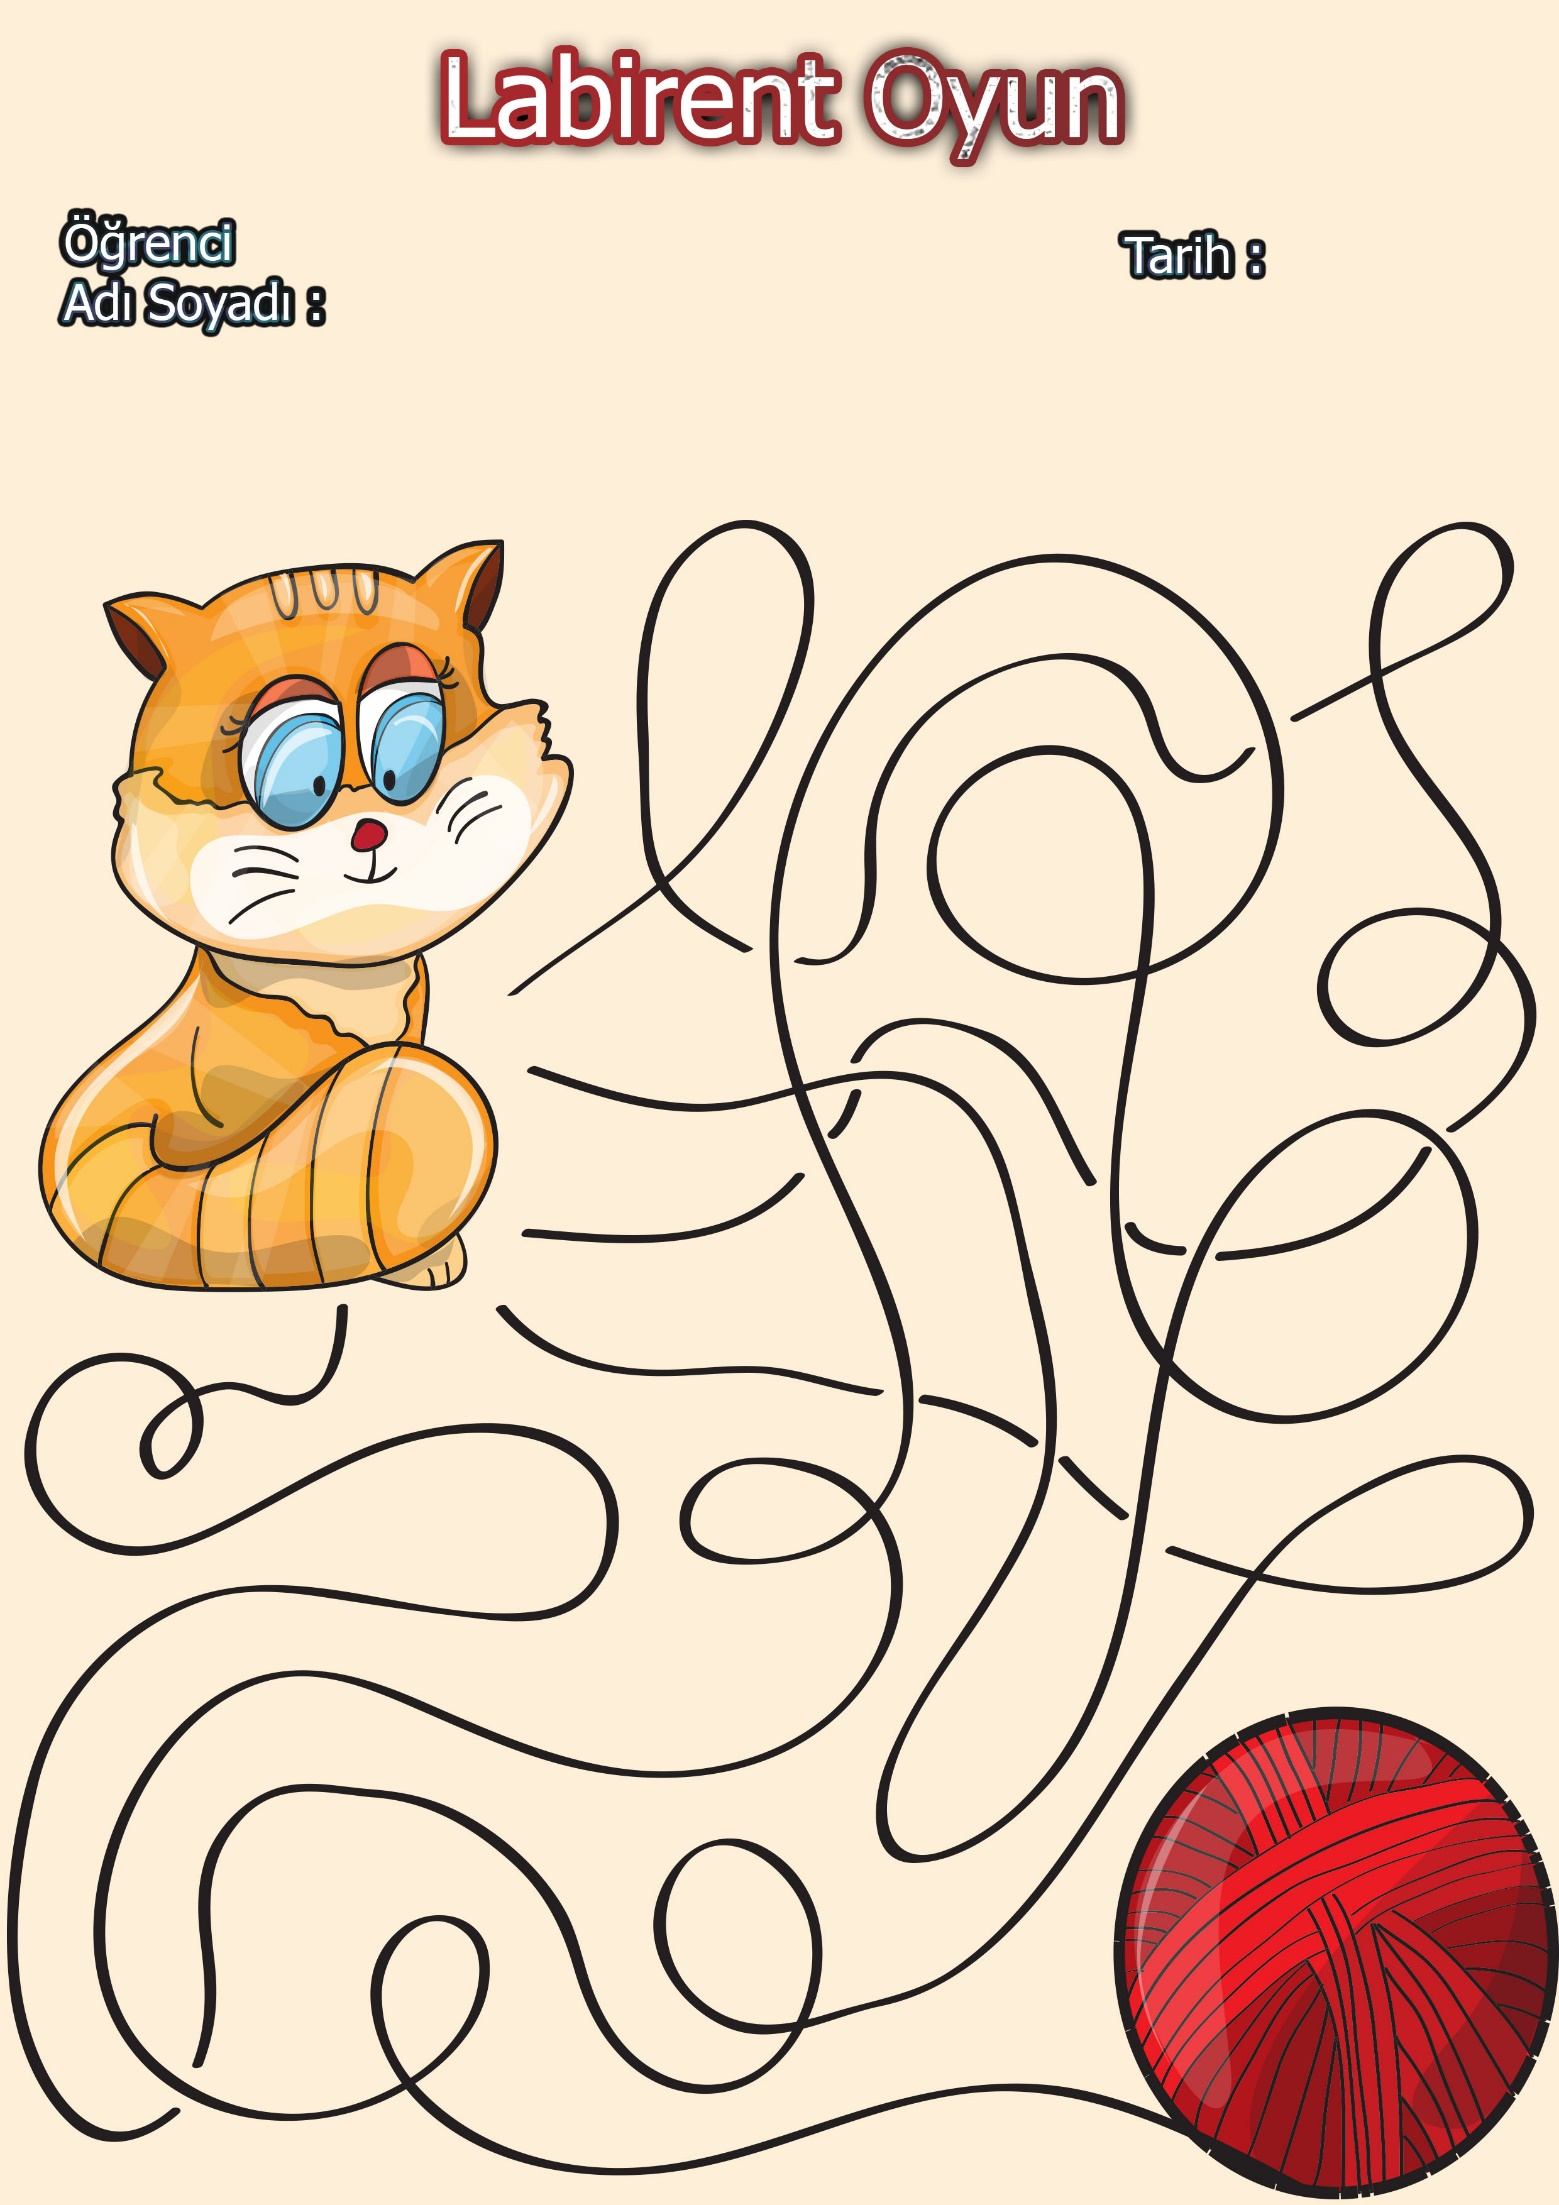 Labirent Oyun
Öğrenci
Adı Soyadı :
Tarih :